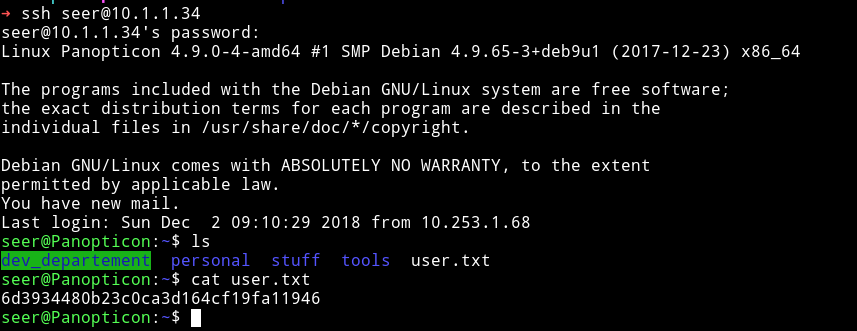 → ssh seer@10.1.1.34
seer@10.1.1.34's password:
Linux Panopticon 4.9.0-4-amd64 #1 SMP Debian 4.9.65-3+deb9u1 (2017-12-23) x86_64
The programs included with the Debian GNU/Linux system are free software;
the exact distribution terms for each program are described in the
individual files in /usr/share/doc/*/copyright.
Debian GNU/Linux comes with ABSOLUTELY NO WARRANTY, to the extent
permitted by applicable law.
You have new mail.
Last login: Sun Dec  2 09:10:29 2018 from 10.253.1.68
seer@Panopticon:~$ ls
dev_departement  personal  stuff  tools  user.txt
seer@Panopticon:~$ cat user.txt
6d3934480b23c0ca3d164cf19fa11946
seer@Panopticon:~$